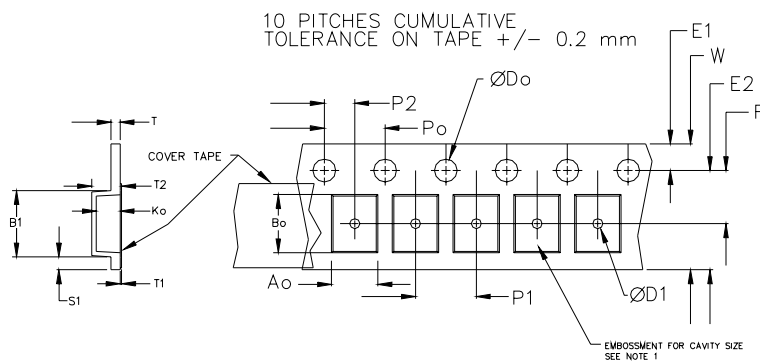 10 PITCHES CUMULATIVE
TOLERANCE ON TAPE +/- 0.2 mm
E1
W
ØDo
E2
P2
F
T
Po
COVER TAPE
T2
B1
Ko
Bo
Ao
P1
ØD1
S1
T1
EMBOSSMENT FOR CAVITY SIZE
SEE NOTE 1